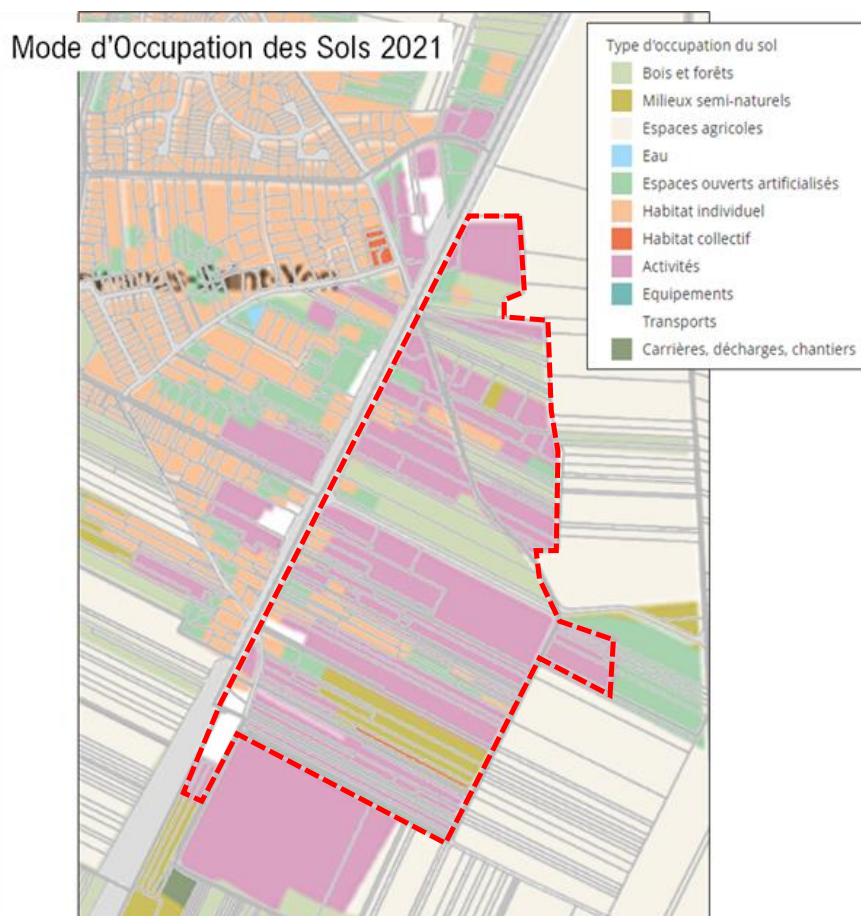 Mode d'Occupation des Sols 2021
Type d'occupation du sol
Bois et forêts
Milieux semi-naturels
Espaces agricoles
Eau
Espaces ouverts artificialisés
Habitat individuel
Habitat collectif
Activités
Equipements
Transports
Carrières, décharges, chantiers